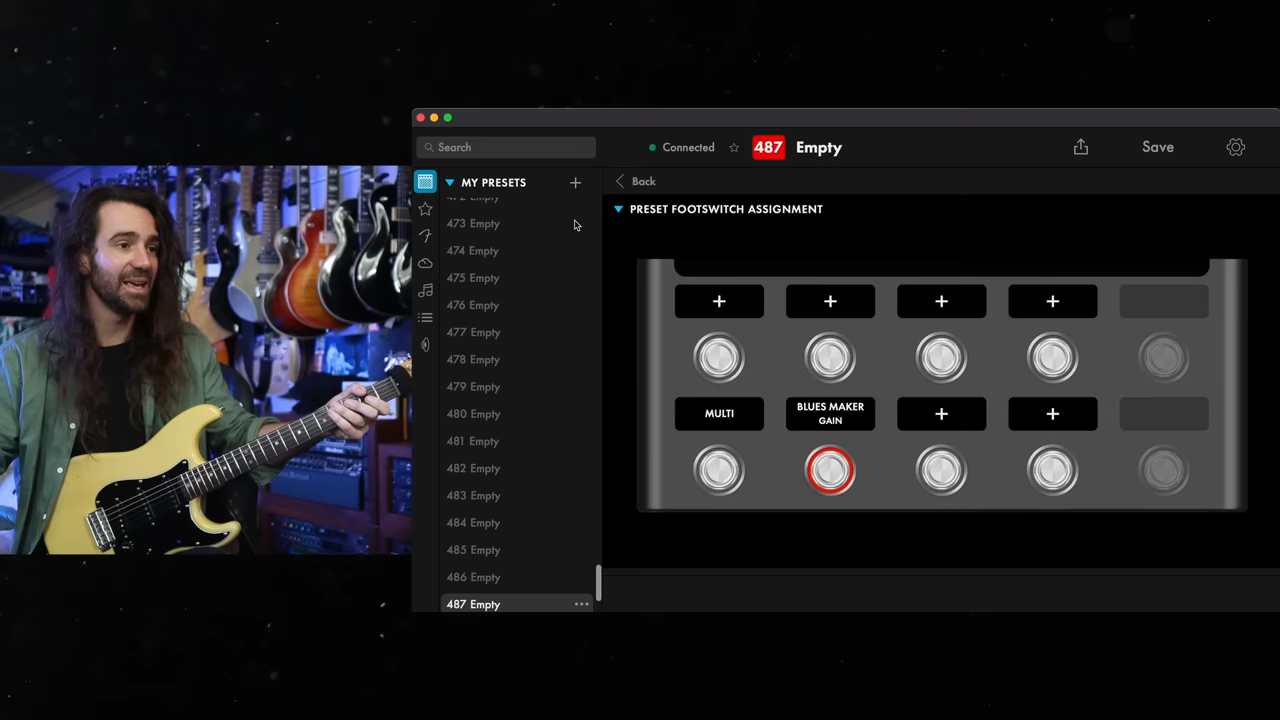 Search
Connected
487 Empty
Save
MY PRESETS
+
Back
472 Empty
PRESET FOOTSWITCH ASSIGNMENT
473 Empty
474 Empty
475 Empty
476 Empty
477 Empty
478 Empty
479 Empty
480 Empty
481 Empty
482 Empty
483 Empty
484 Empty
485 Empty
486 Empty
487 Empty
+ + + +
MULTI
BLUES MAKER
GAIN
+ +